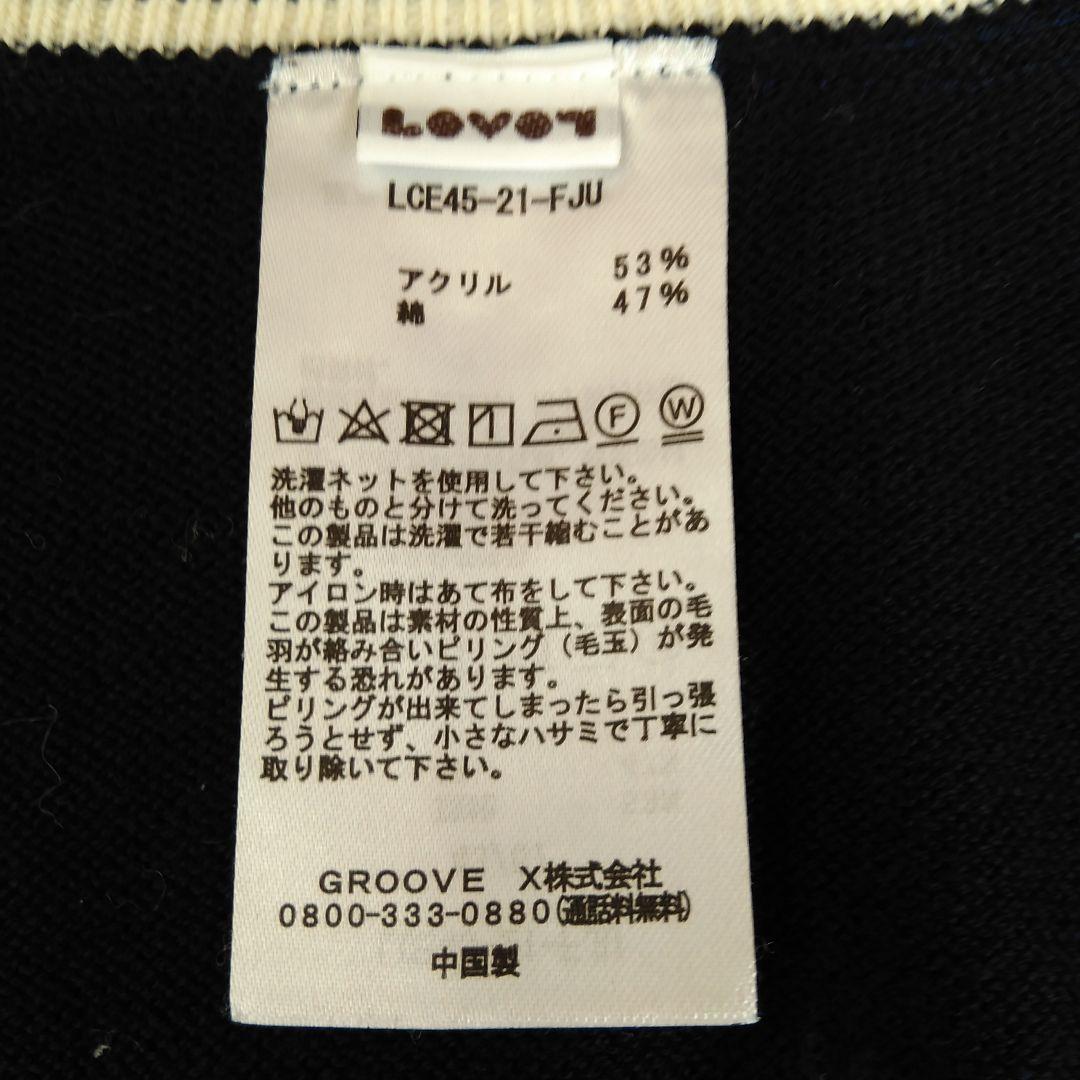 LOVOT
LCE45-21-FJU
アクリル 53%
綿 47%
F W
洗濯ネットを使用して下さい。
他のものと分けて洗ってください。
この製品は洗濯で若干縮むことがあ
ります。
アイロン時はあて布をして下さい。
この製品は素材の性質上、表面の毛
羽が絡み合いピリング（毛玉）が発
生する恐れがあります。
ピリングが出来てしまったら引っ張
ろうとせず、小さなハサミで丁寧に
取り除いて下さい。
GROOVE X株式会社
0800-333-0880(通話料無料)
中国製